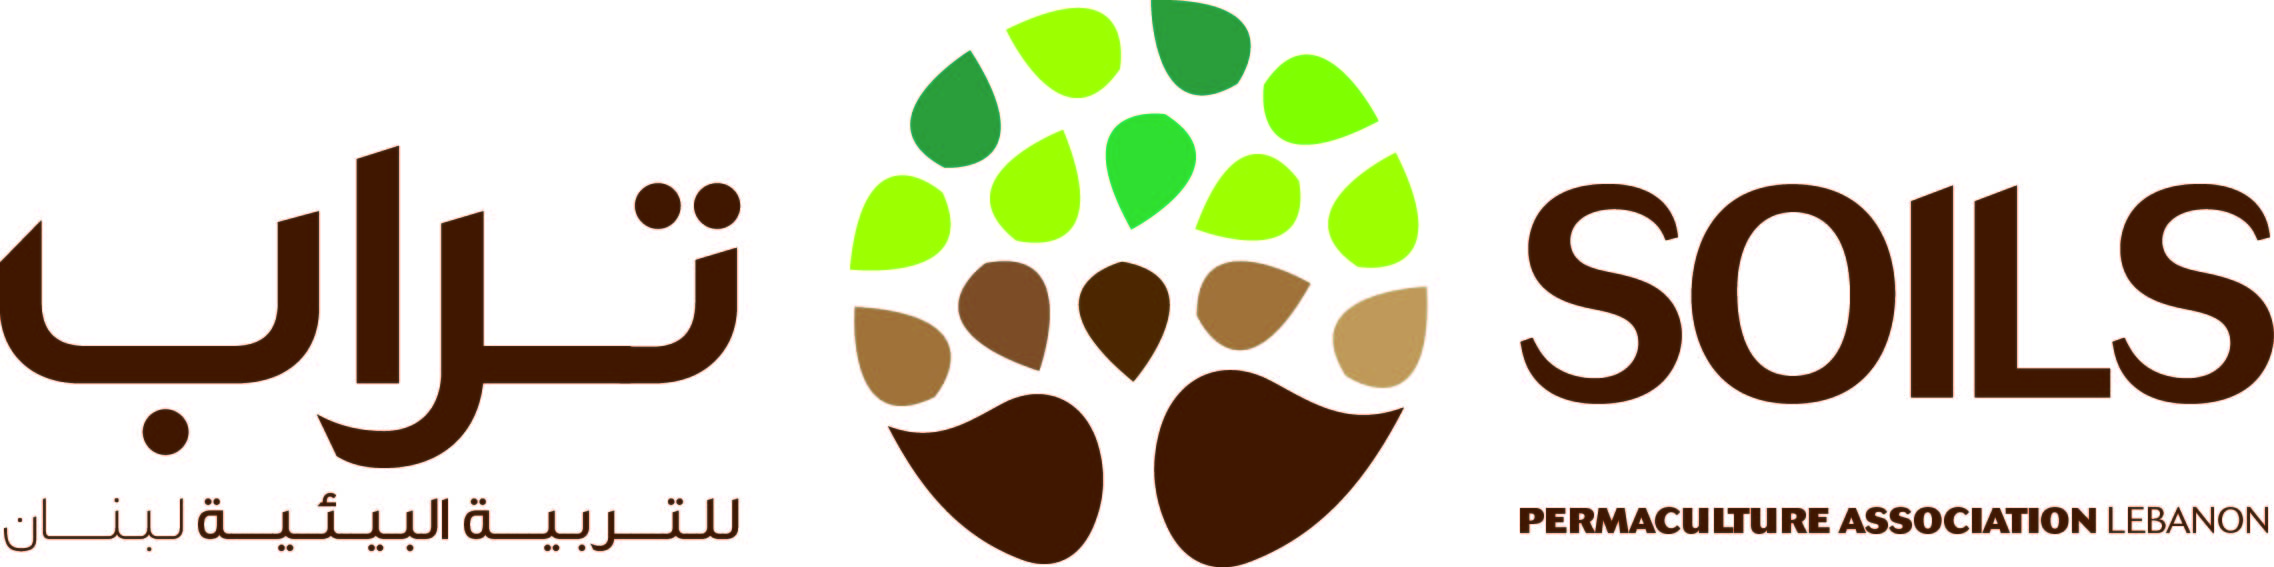 تراب
للتربية البيئية لبنان
SOILS
PERMACULTURE ASSOCIATION LEBANON